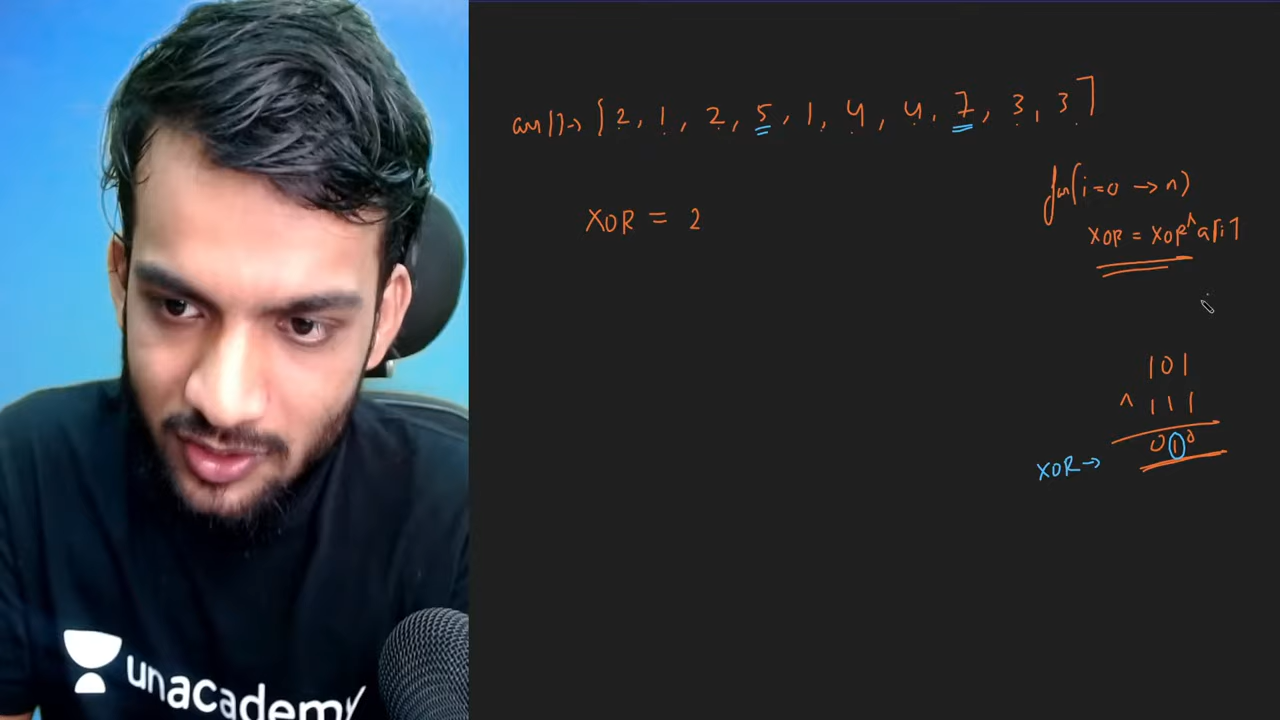 arr[] → [2, 1, 2, 5, 1, 4, 4, 7, 3, 3]
for(i=0 → n)
XOR = XOR ^ a[i]
XOR = 2
101
^ 111
XOR → 010
unacademy